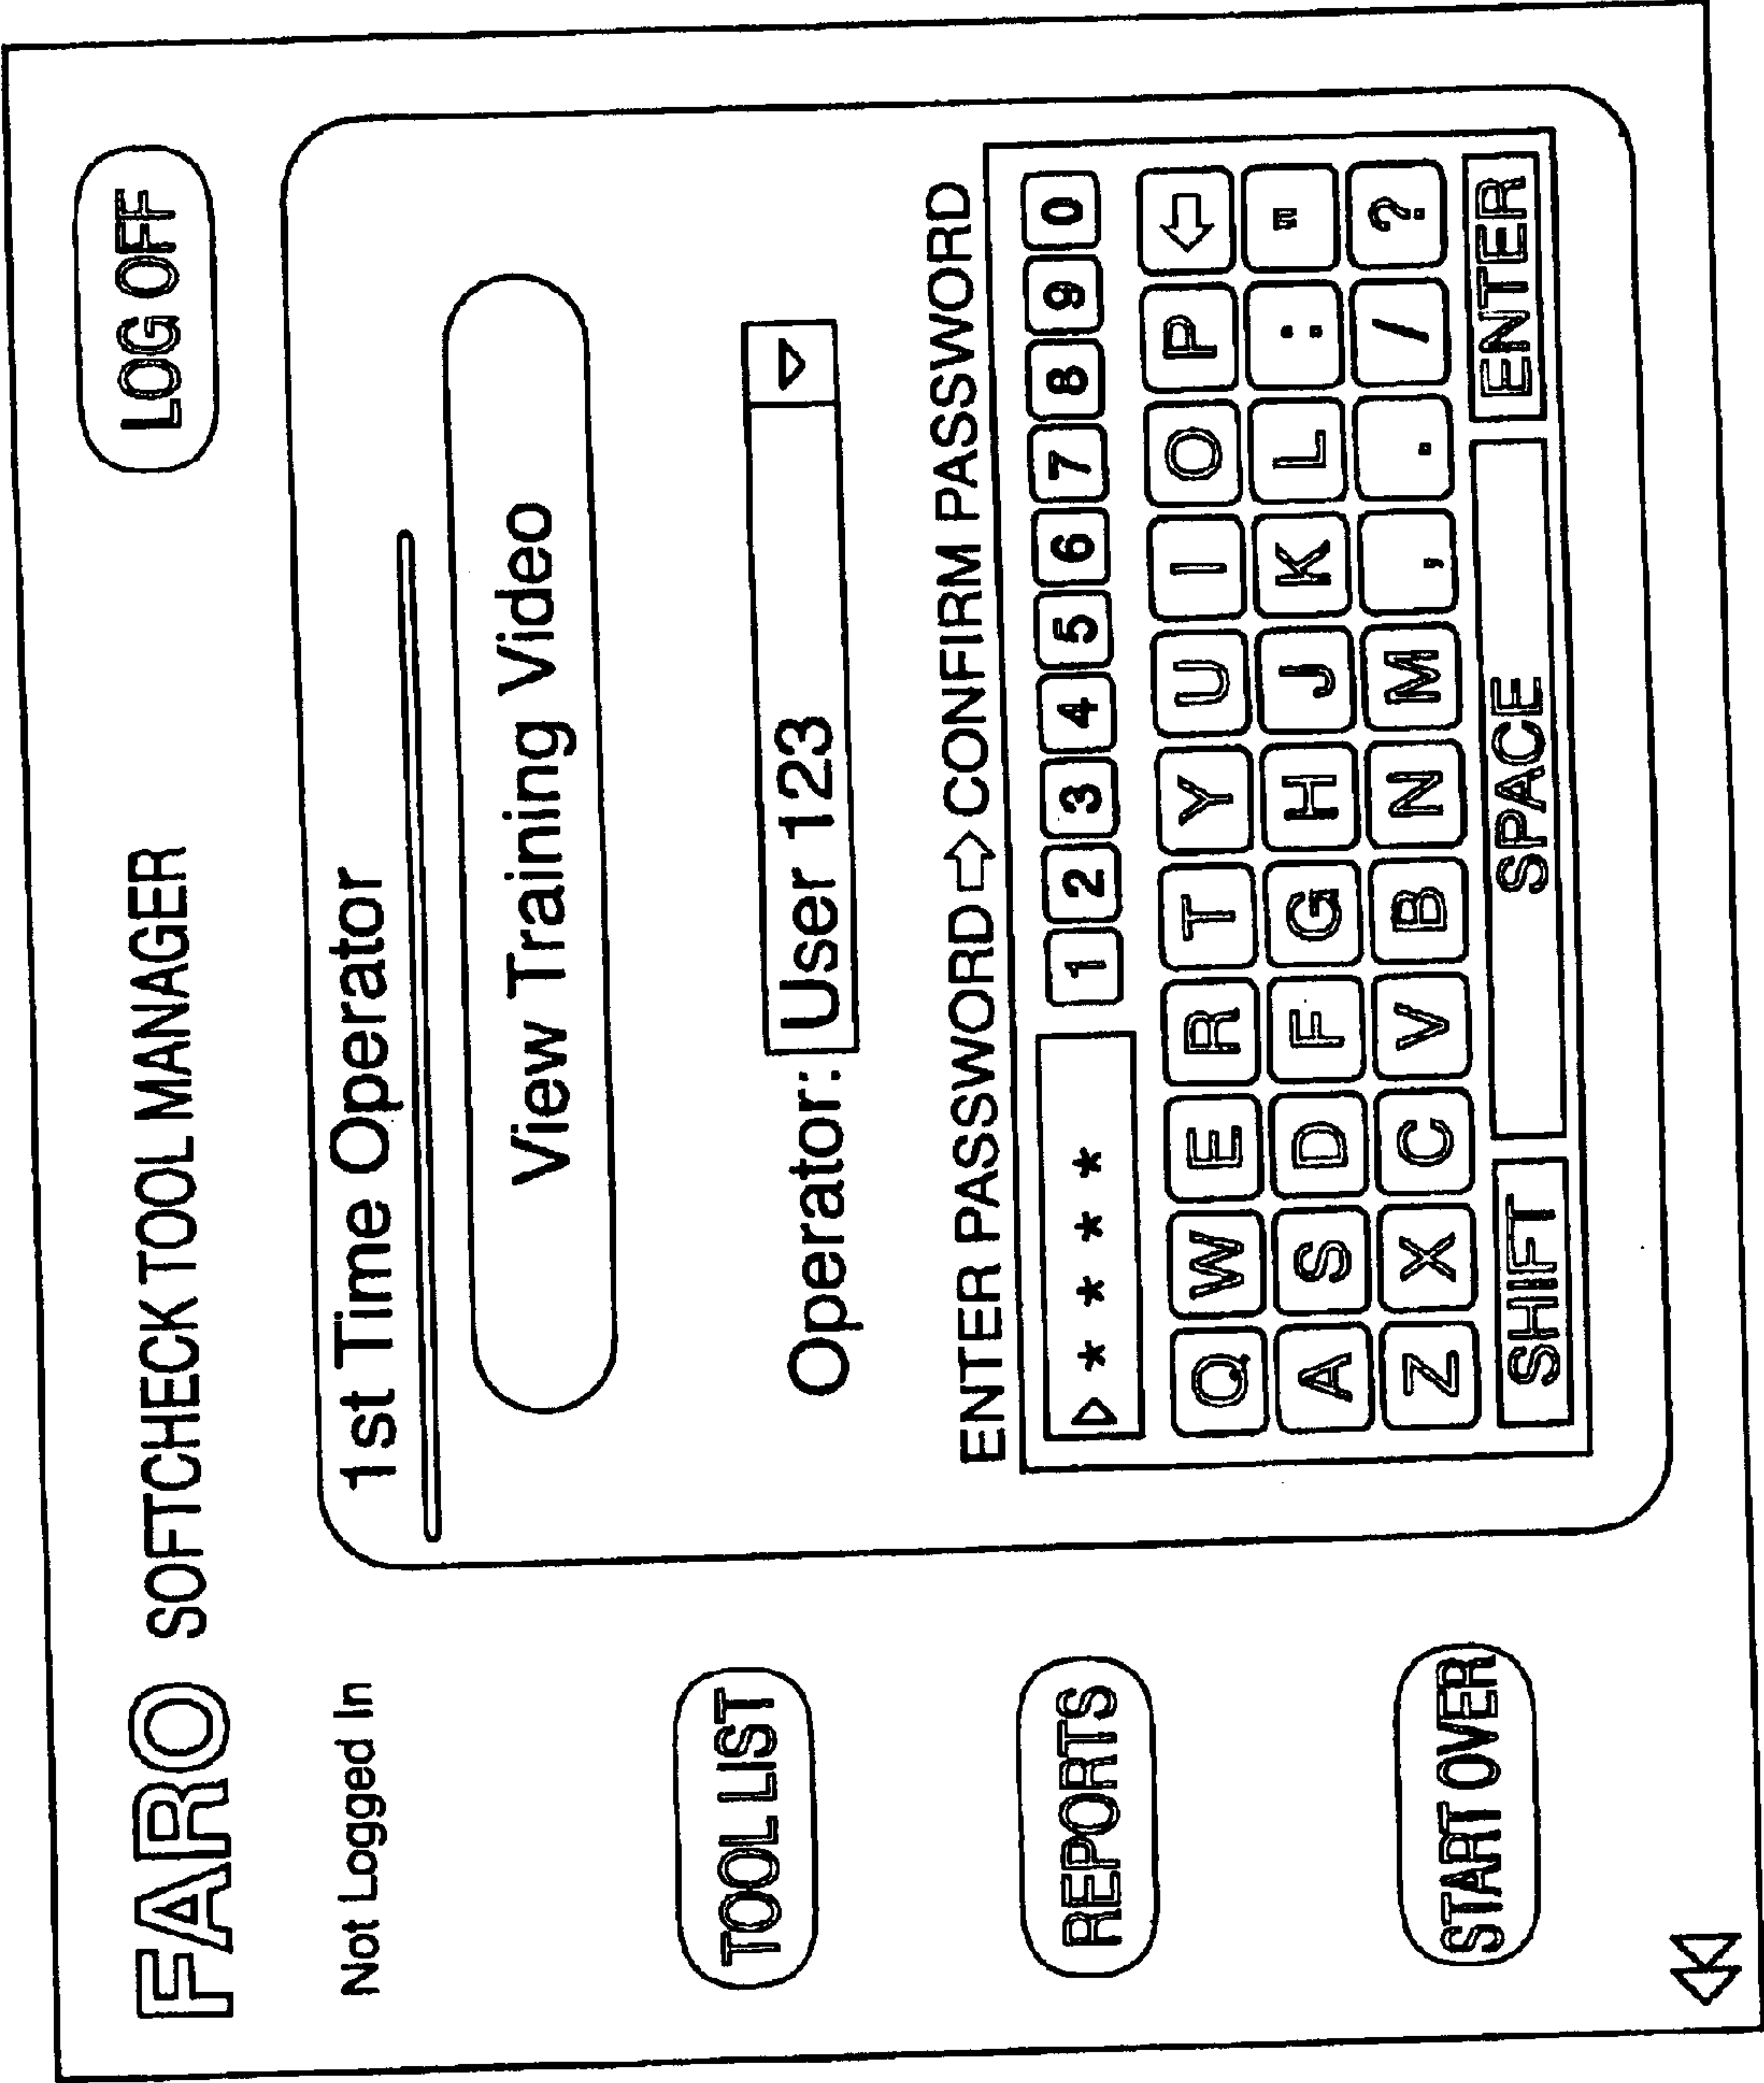 FARO SOFTCHECK TOOL MANAGER
LOG OFF
Not Logged In
TOOL LIST
REPORTS
START OVER
1st Time Operator
View Training Video
Operator: User 123
ENTER PASSWORD ⇨ CONFIRM PASSWORD
* * * * 1 2 3 4 5 6 7 8 9 0
Q W E R T Y U I O P
A S D F G H J K L : "
Z X C V B N M , . / ?
SHIFT SPACE ENTER